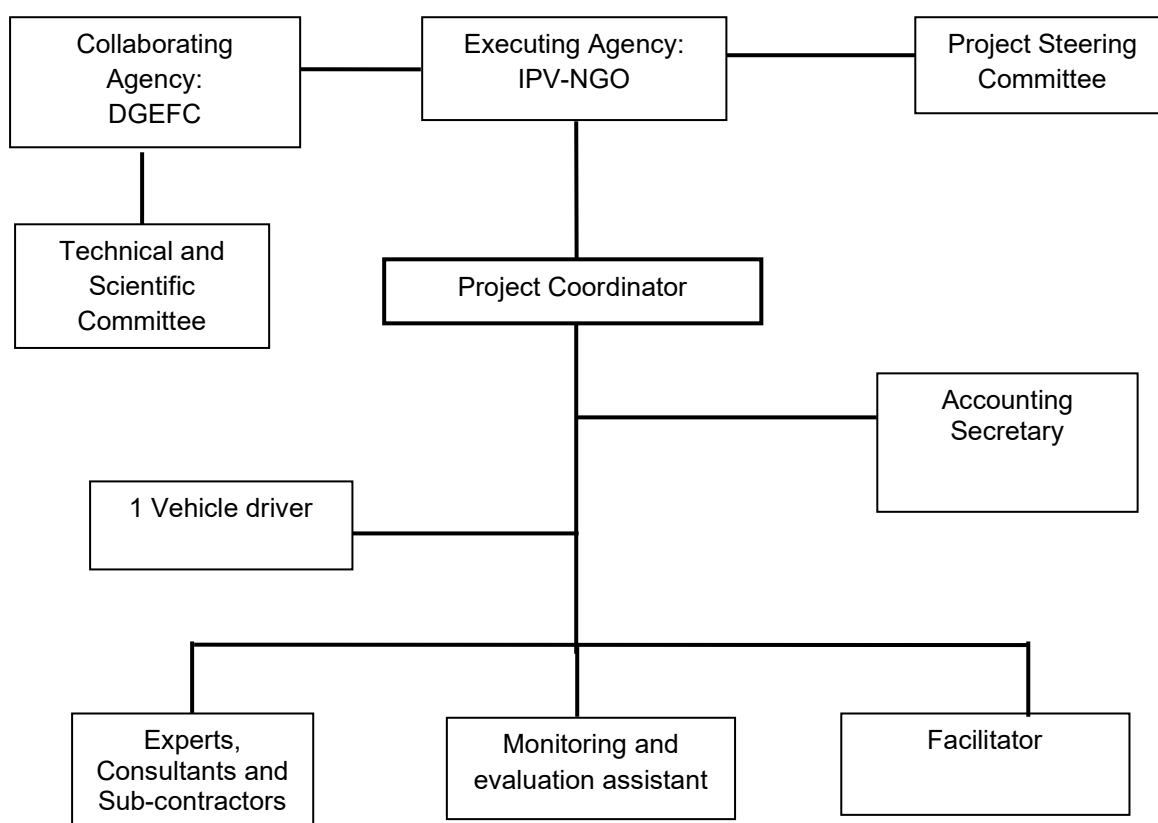 Collaborating
Agency:
DGEFC
Executing Agency:
IPV-NGO
Project Steering
Committee
Technical and
Scientific
Committee
Project Coordinator
Accounting
Secretary
1 Vehicle driver
Experts,
Consultants and
Sub-contractors
Monitoring and
evaluation assistant
Facilitator